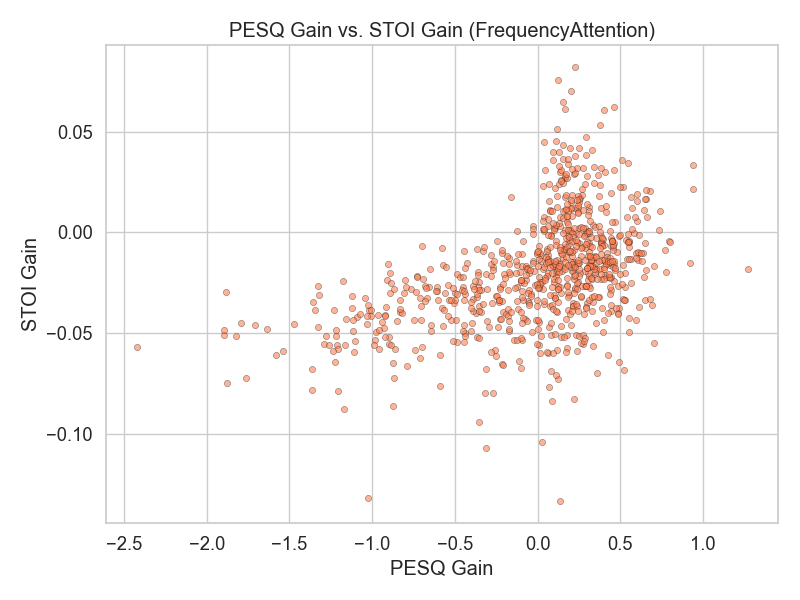 PESQ Gain vs. STOI Gain (FrequencyAttention)
STOI Gain
0.05
0.00
−0.05
−0.10
−2.5 −2.0 −1.5 −1.0 −0.5 0.0 0.5 1.0
PESQ Gain